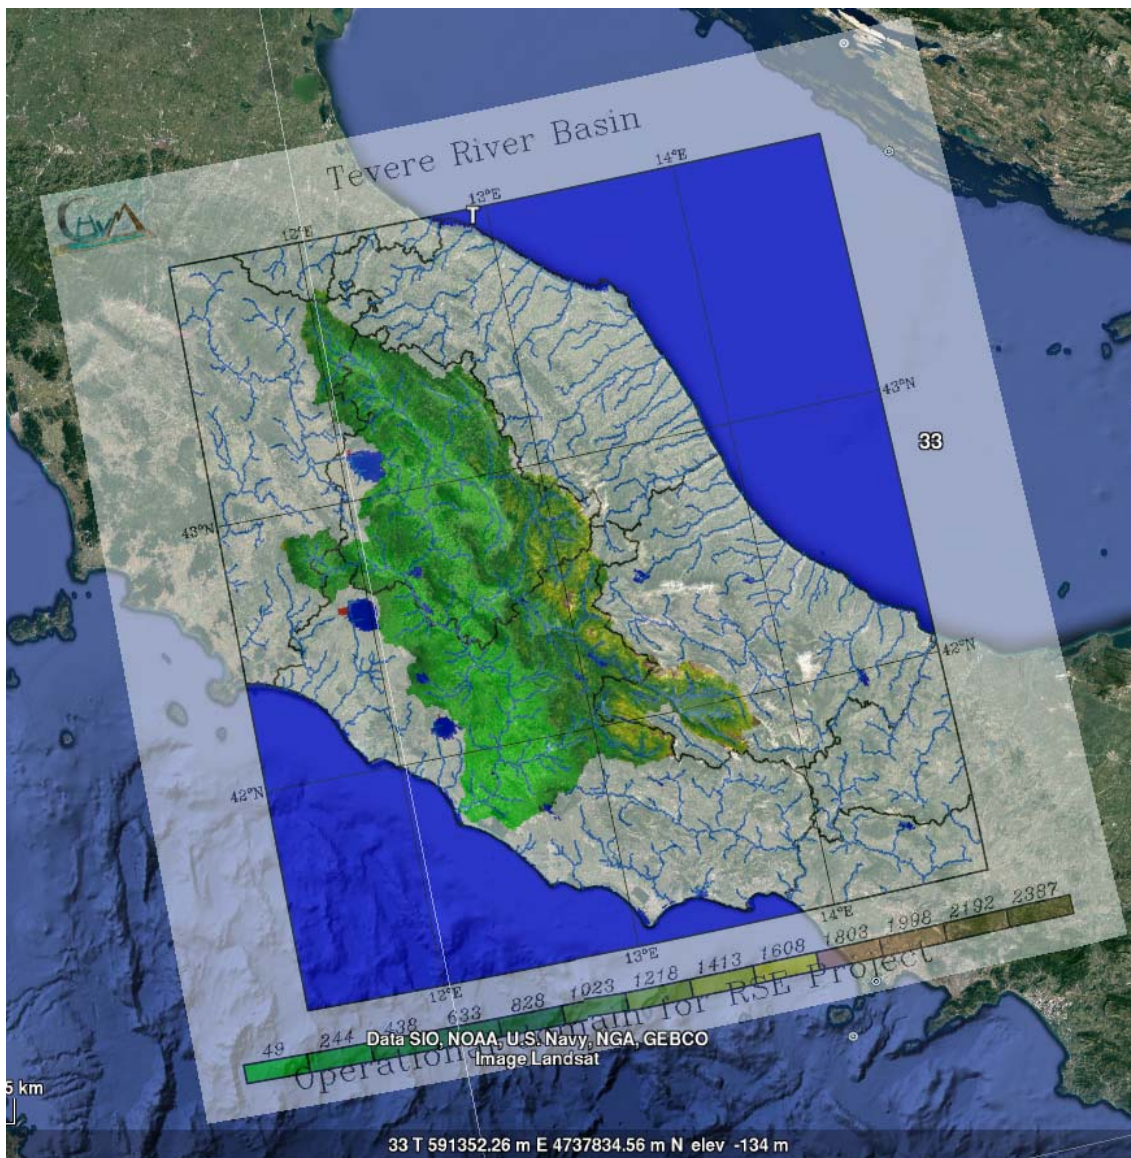 Tevere River Basin
14°E
13°E
T
12°E
43°N
33
43°N
42°N
42°N
14°E
13°E
12°E
49 244 438 633 828 1023 1218 1413 1608 1803 1998 2192 2387
Operational Domain for RSE Project
Data SIO, NOAA, U.S. Navy, NGA, GEBCO
Image Landsat
5 km
33 T 591352.26 m E 4737834.56 m N elev -134 m